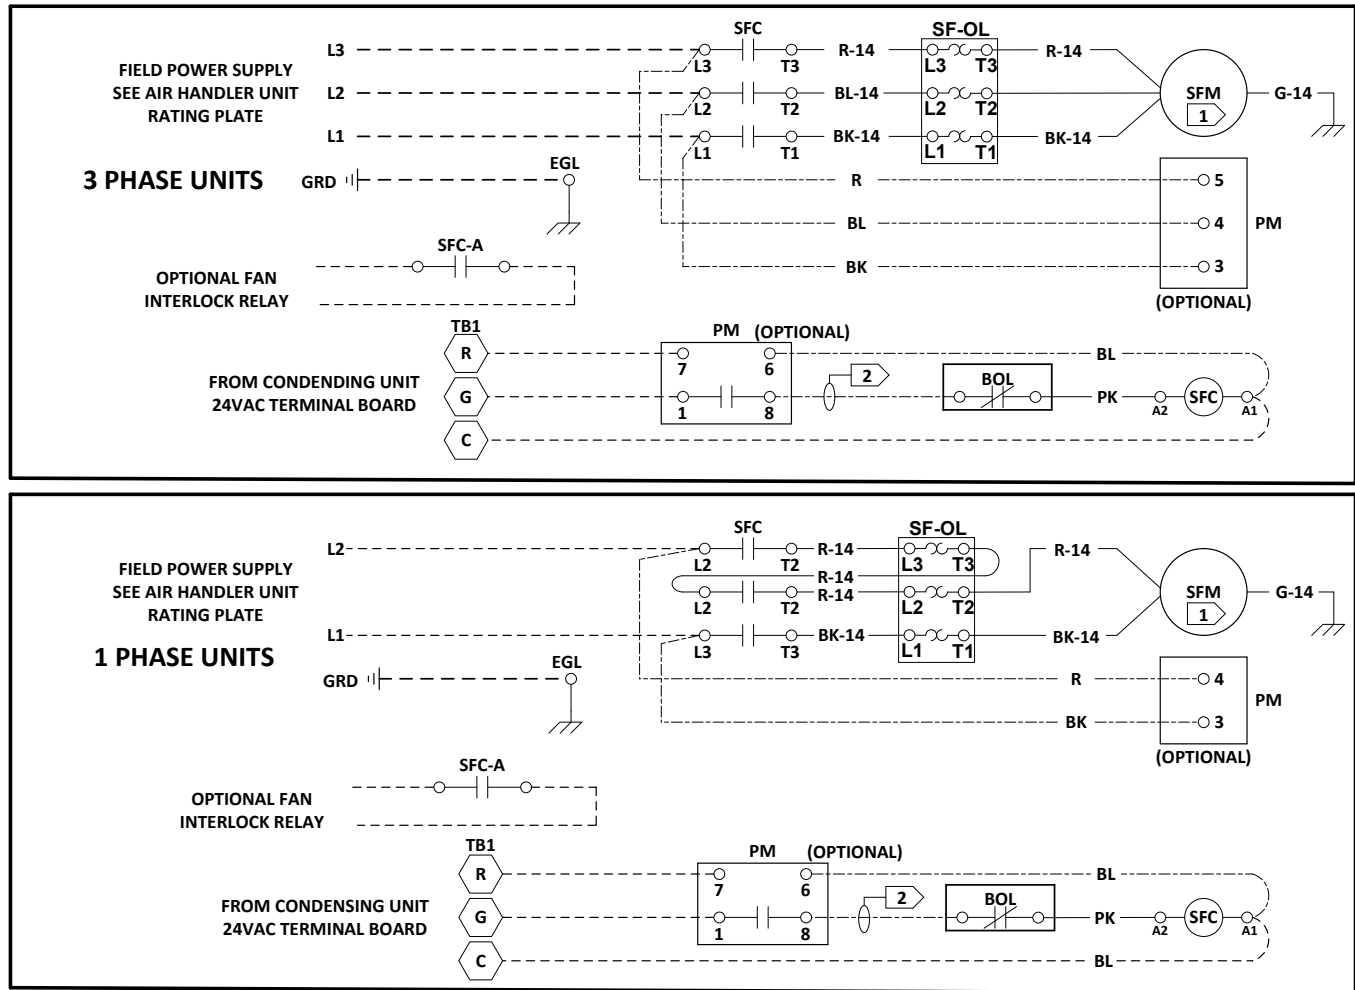 SFC SF-OL
L3 R-14 R-14
L3 T3 L3 T3
FIELD POWER SUPPLY
SEE AIR HANDLER UNIT
RATING PLATE
L2 BL-14 SFM G-14
L2 T2 L2 T2 1
L1 BK-14 BK-14
L1 T1 L1 T1
3 PHASE UNITS
GRD EGL R 5
BL 4 PM
SFC-A
BK 3
OPTIONAL FAN
INTERLOCK RELAY
(OPTIONAL)
TB1 PM (OPTIONAL)
R 7 6 BL
FROM CONDENDING UNIT
24VAC TERMINAL BOARD
2 BOL
G 1 8 PK A2 SFC A1
C
SFC SF-OL
L2 R-14 R-14
L2 T2 L3 T3
FIELD POWER SUPPLY
SEE AIR HANDLER UNIT
RATING PLATE
R-14
R-14 SFM G-14
L2 T2 L2 T2 1
L1 BK-14 BK-14
L3 T3 L1 T1
1 PHASE UNITS
GRD EGL R 4
PM
BK 3
(OPTIONAL)
SFC-A
OPTIONAL FAN
INTERLOCK RELAY
TB1 PM (OPTIONAL)
R 7 6 BL
FROM CONDENSING UNIT
24VAC TERMINAL BOARD
2 BOL
G 1 8 PK A2 SFC A1
C BL